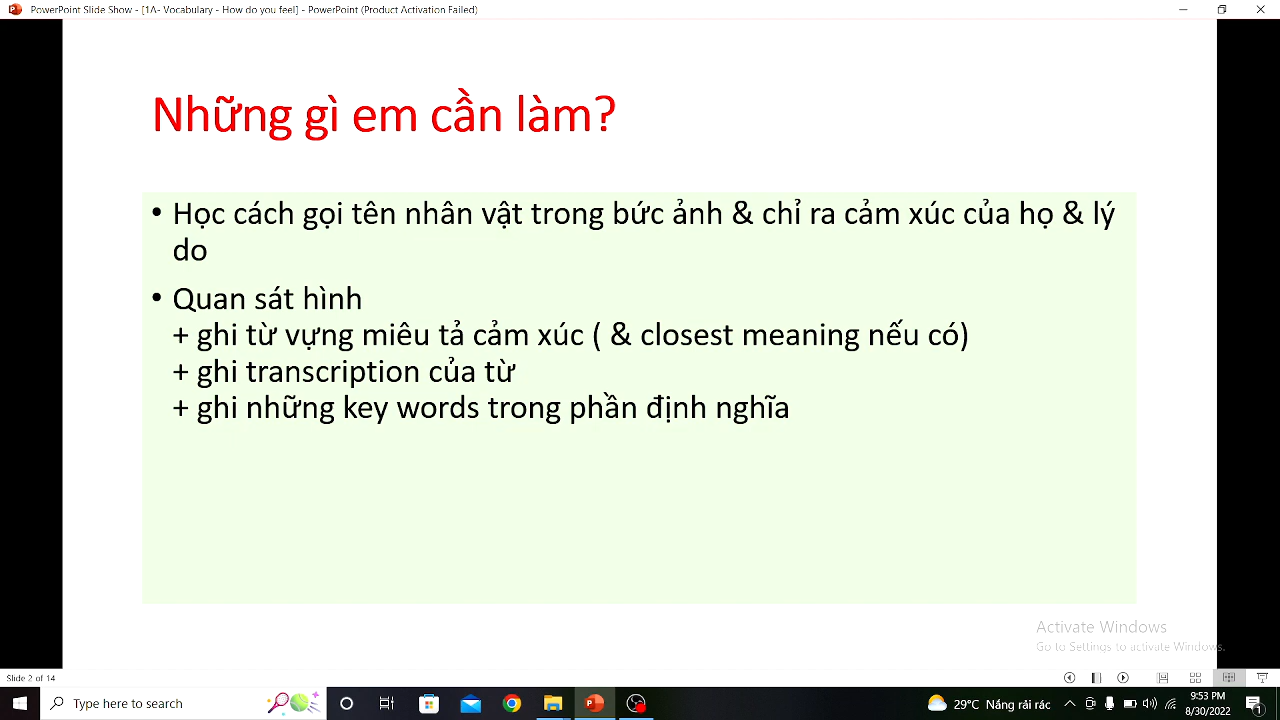 PowerPoint Slide Show - [1A- Vocabulary - How do you feel] - PowerPoint (Product Activation Failed)
Những gì em cần làm?
• Học cách gọi tên nhân vật trong bức ảnh & chỉ ra cảm xúc của họ & lý
do
• Quan sát hình
+ ghi từ vựng miêu tả cảm xúc ( & closest meaning nếu có)
+ ghi transcription của từ
+ ghi những key words trong phần định nghĩa
Activate Windows
Go to Settings to activate Windows.
Slide 2 of 14
Type here to search
29°C Nắng rải rác
9:53 PM
8/30/2022
1